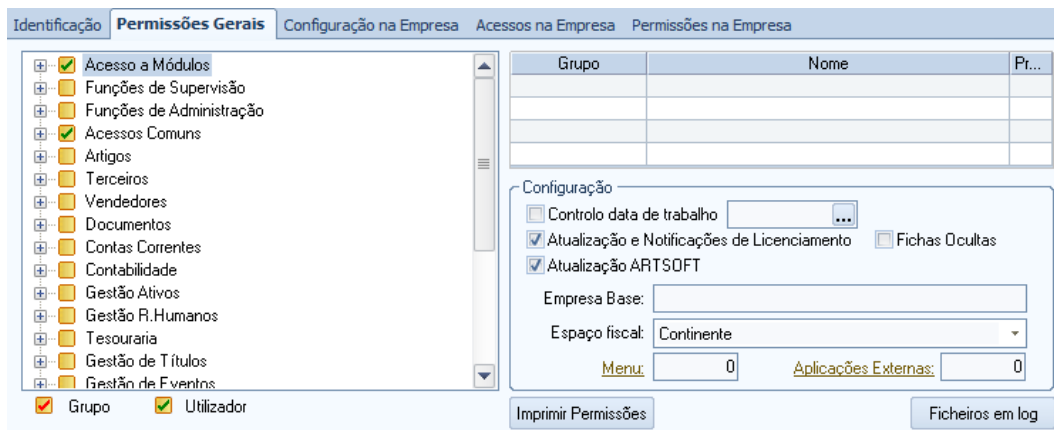 Identificação Permissões Gerais Configuração na Empresa Acessos na Empresa Permissões na Empresa
Acesso a Módulos
Funções de Supervisão
Funções de Administração
Acessos Comuns
Artigos
Terceiros
Vendedores
Documentos
Contas Correntes
Contabilidade
Gestão Ativos
Gestão R.Humanos
Tesouraria
Gestão de Títulos
Gestão de Eventos
Grupo Utilizador
Grupo Nome Pr...
Configuração
Controlo data de trabalho ...
Atualização e Notificações de Licenciamento Fichas Ocultas
Atualização ARTSOFT
Empresa Base:
Espaço fiscal: Continente
Menu: 0 Aplicações Externas: 0
Imprimir Permissões Ficheiros em log